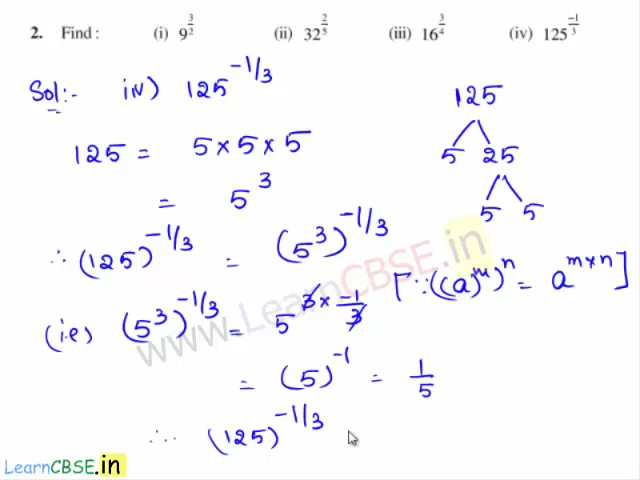 2. Find : (i) 9^(3/2) (ii) 32^(2/5) (iii) 16^(3/4) (iv) 125^(-1/3)
Sol:- iv) 125^(-1/3)
125
5 25
5 5
125 = 5 × 5 × 5
= 5^3
∴ (125)^(-1/3) = (5^3)^(-1/3)
(i.e) (5^3)^(-1/3) = 5^(3 × -1/3) [∵ ((a)^m)^n = a^(m×n)]
= (5)^(-1) = 1/5
∴ (125)^(-1/3)
www.LearnCBSE.in
LearnCBSE.in